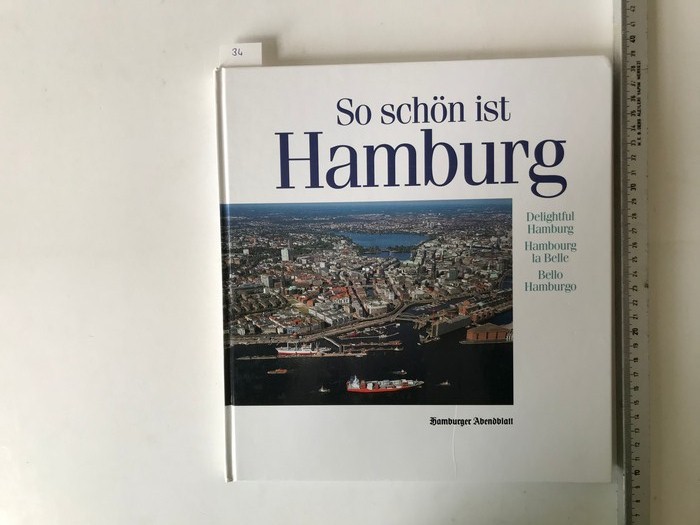 34
So schön ist
Hamburg
Delightful
Hamburg
Hambourg
la Belle
Bello
Hamburgo
Hamburger Abendblatt